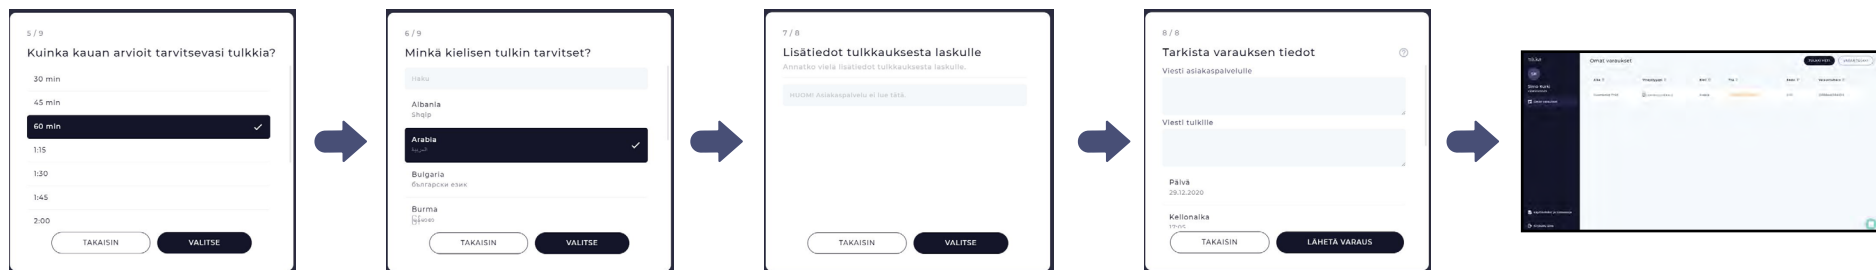 5 / 9
Kuinka kauan arvioit tarvitsevasi tulkkia?
30 min
45 min
60 min
1:15
1:30
1:45
2:00
TAKAISIN
VALITSE
6 / 9
Minkä kielisen tulkin tarvitset?
Haku
Albania
Shqip
Arabia
العربية
Bulgaria
български език
Burma
TAKAISIN
VALITSE
7 / 8
Lisätiedot tulkkauksesta laskulle
Annatko vielä lisätiedot tulkkauksesta laskulle.
HUOM! Asiakaspalvelu ei lue tätä.
TAKAISIN
VALITSE
8 / 8
Tarkista varauksen tiedot
Viesti asiakaspalvelulle
Viesti tulkille
Päivä
29.12.2020
Kellonaika
17:05
TAKAISIN
LÄHETÄ VARAUS
Omat varaukset